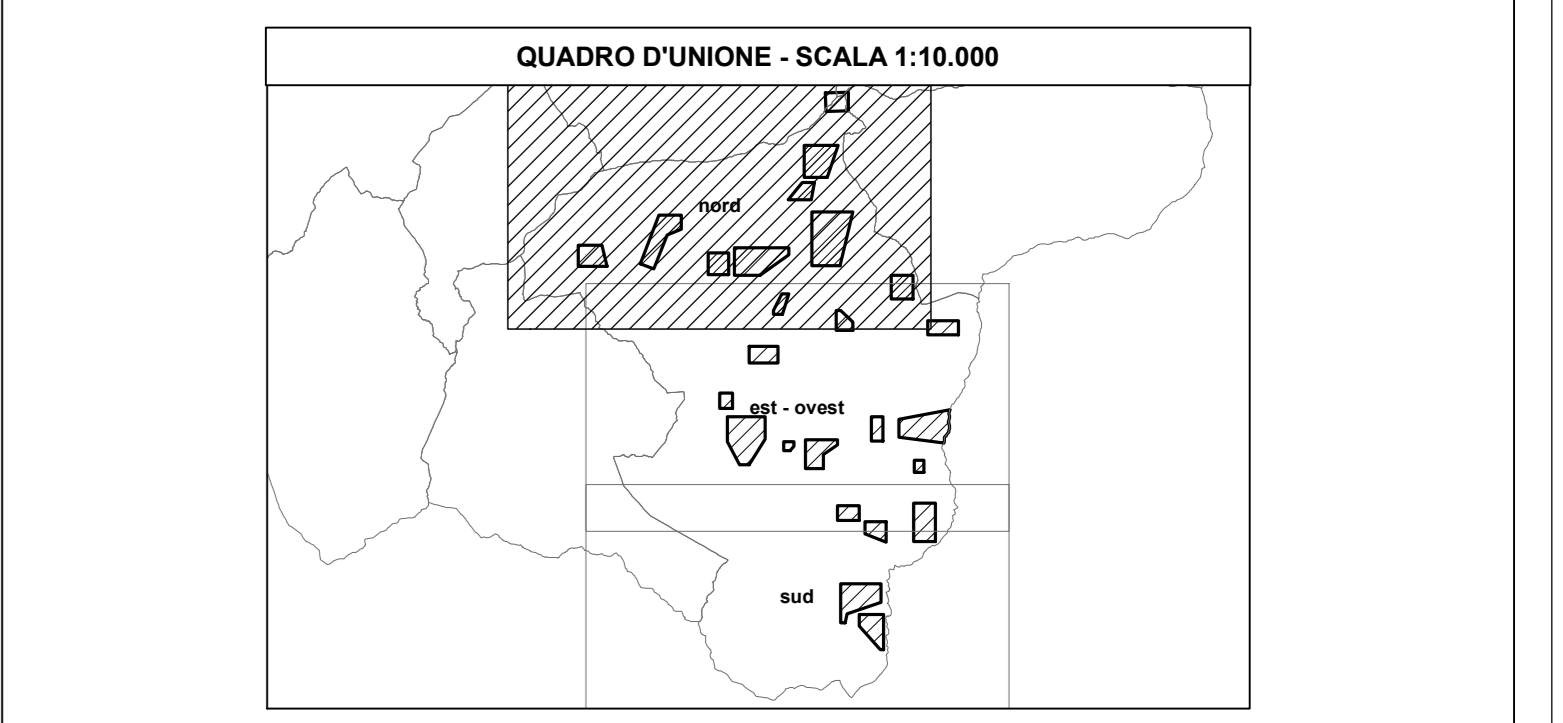 QUADRO D'UNIONE - SCALA 1:10.000
nord
est - ovest
sud